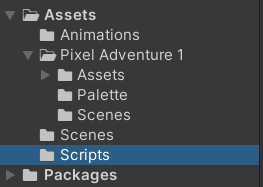 Assets
Animations
Pixel Adventure 1
Assets
Palette
Scenes
Scenes
Scripts
Packages